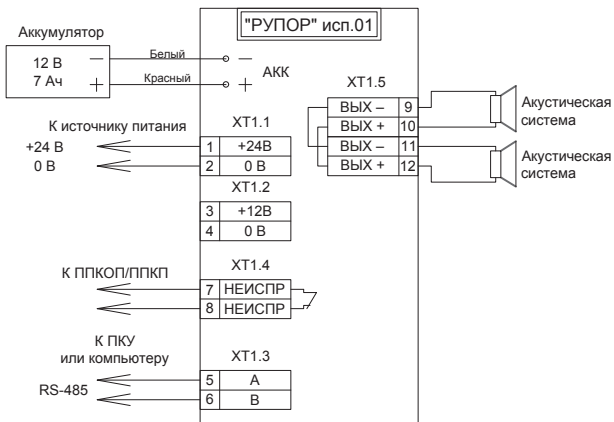 "РУПОР" исп.01
Аккумулятор
12 В
7 Ач
–
+
Белый
Красный
–
+
АКК
К источнику питания
+24 В
0 В
XT1.1
1 +24В
2 0 В
XT1.2
3 +12В
4 0 В
К ППКОП/ППКП
XT1.4
7 НЕИСПР
8 НЕИСПР
К ПКУ
или компьютеру
RS-485
XT1.3
5 A
6 B
XT1.5
ВЫХ – 9
ВЫХ + 10
ВЫХ – 11
ВЫХ + 12
Акустическая
система
Акустическая
система